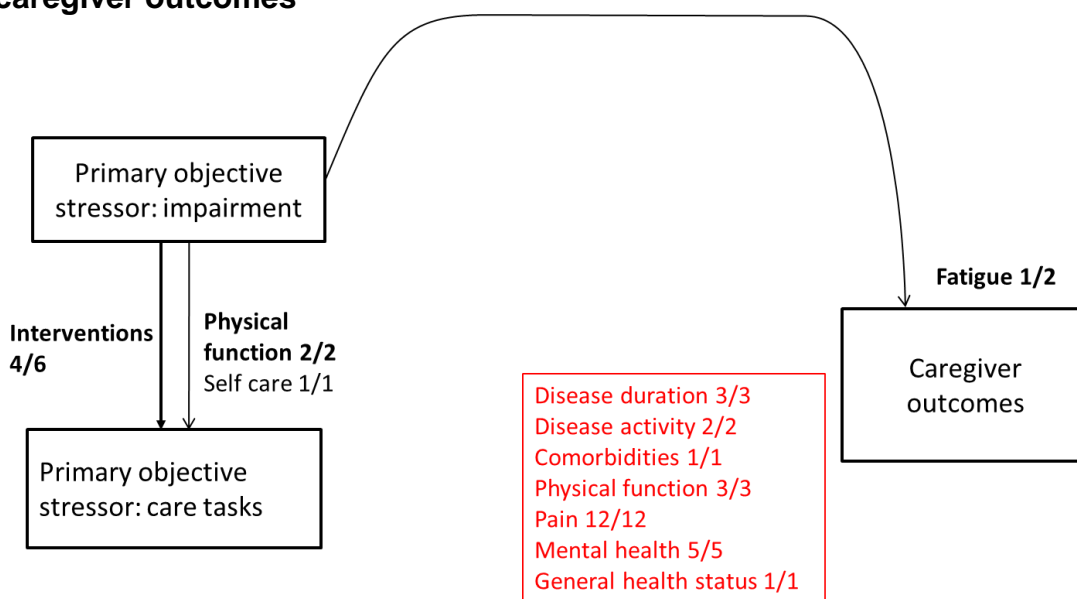 caregiver outcomes
Primary objective
stressor: impairment
Fatigue 1/2
Interventions
4/6
Physical
function 2/2
Self care 1/1
Caregiver
outcomes
Primary objective
stressor: care tasks
Disease duration 3/3
Disease activity 2/2
Comorbidities 1/1
Physical function 3/3
Pain 12/12
Mental health 5/5
General health status 1/1